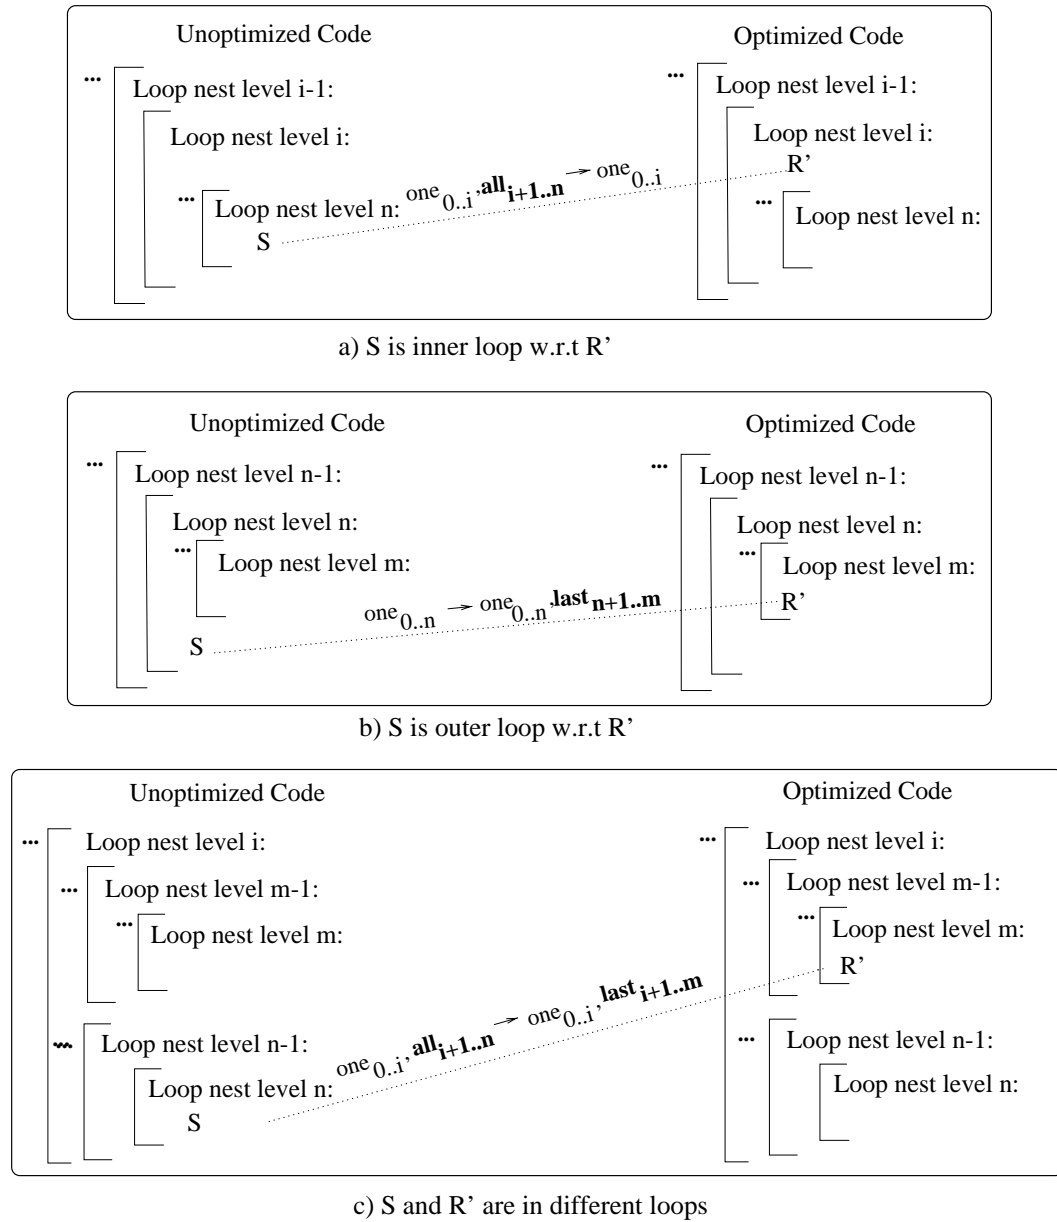 Unoptimized Code Optimized Code
... Loop nest level i-1: ... Loop nest level i-1:
Loop nest level i: Loop nest level i:
R’
... Loop nest level n: one0..i, all i+1..n → one0..i ... Loop nest level n:
S
a) S is inner loop w.r.t R’
Unoptimized Code Optimized Code
... Loop nest level n-1: ... Loop nest level n-1:
Loop nest level n: Loop nest level n:
... Loop nest level m: ... Loop nest level m:
one0..n → one0..n, last n+1..m R’
S
b) S is outer loop w.r.t R’
Unoptimized Code Optimized Code
... Loop nest level i: ... Loop nest level i:
... Loop nest level m-1: ... Loop nest level m-1:
... Loop nest level m: ... Loop nest level m:
R’
... Loop nest level n-1: one0..i, all i+1..n → one0..i, last i+1..m ... Loop nest level n-1:
Loop nest level n: Loop nest level n:
S
c) S and R’ are in different loops